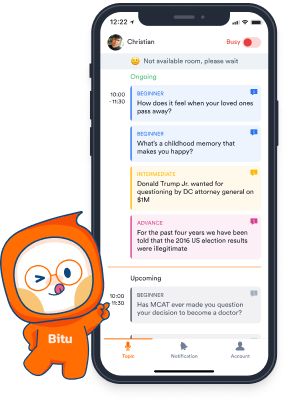 12:22
Christian
Busy
Not available room, please wait
Ongoing
10:00
- 11:30
BEGINNER
How does it feel when your loved ones
pass away?
BEGINNER
What's a childhood memory that
makes you happy?
INTERMEDIATE
Donald Trump Jr. wanted for
questioning by DC attorney general on
$1M
ADVANCE
For the past four years we have been
told that the 2016 US election results
were illegitimate
Upcoming
10:00
- 11:30
BEGINNER
Has MCAT ever made you question
your decision to become a doctor?
Topic
Notification
Account
Bitu